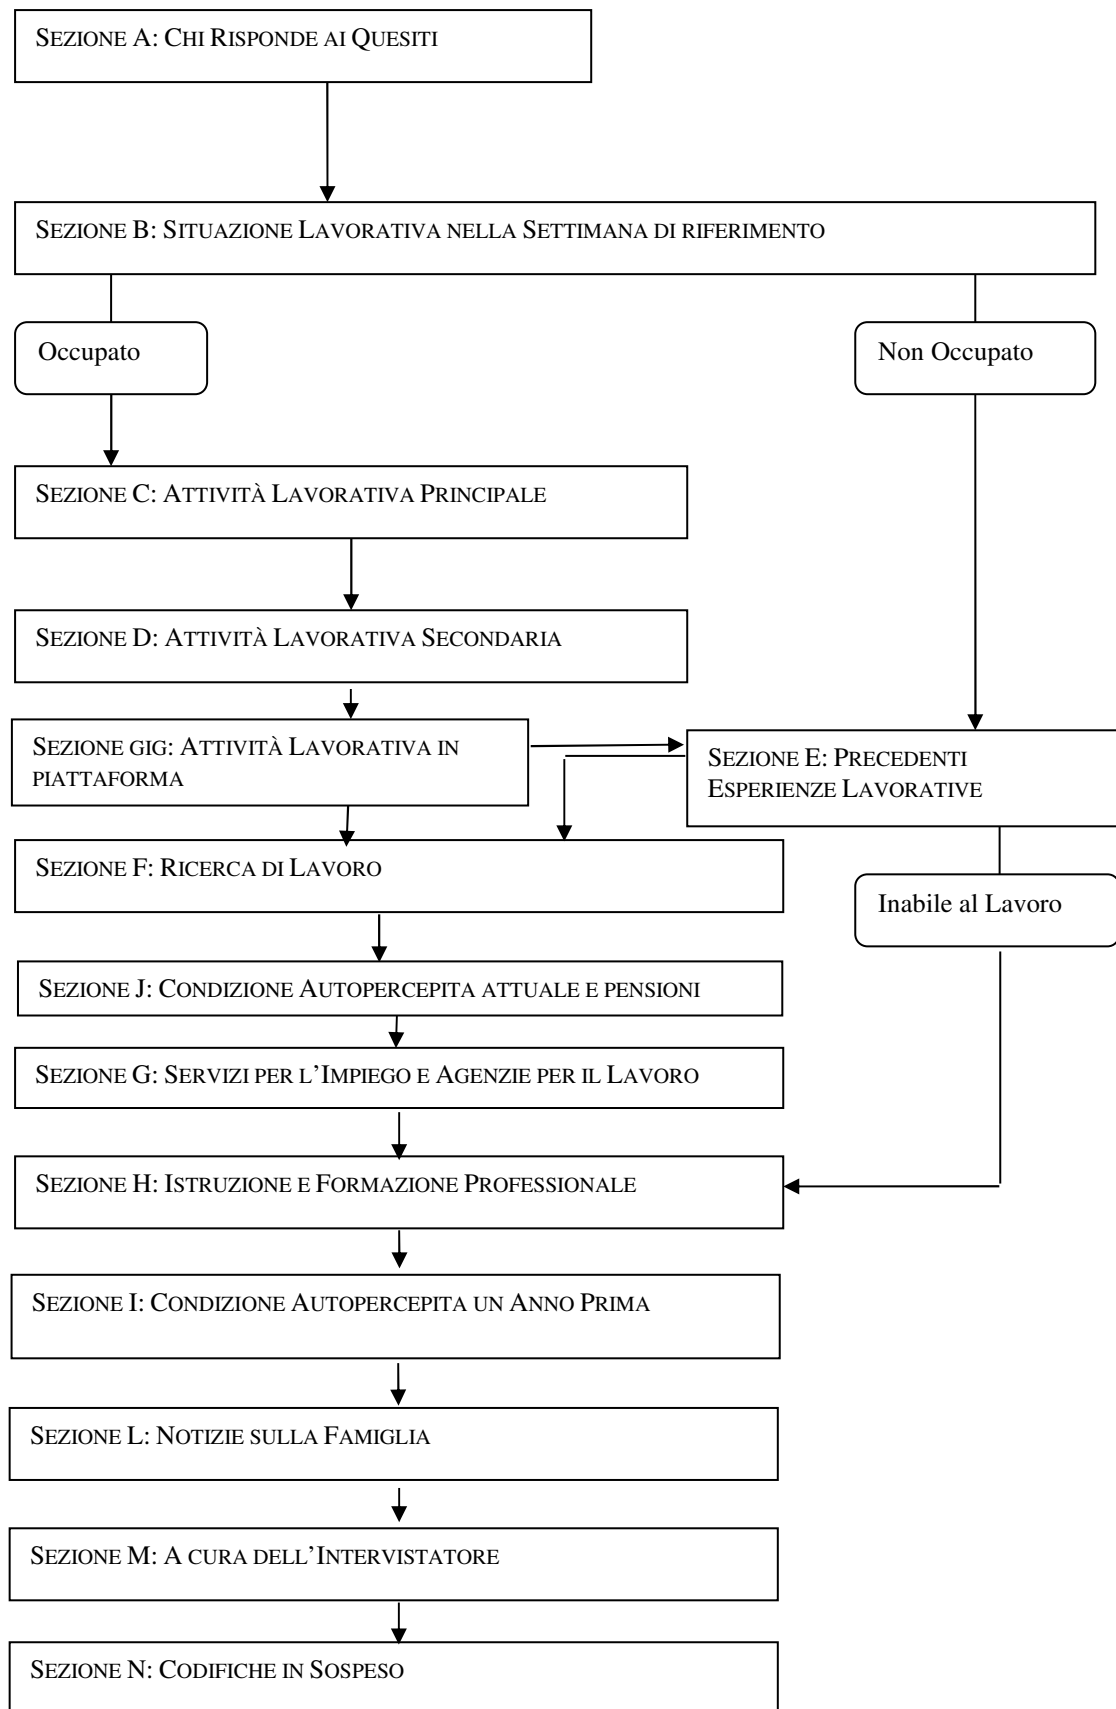 SEZIONE A: CHI RISPONDE AI QUESITI
SEZIONE B: SITUAZIONE LAVORATIVA NELLA SETTIMANA DI RIFERIMENTO
Occupato
Non Occupato
SEZIONE C: ATTIVITÀ LAVORATIVA PRINCIPALE
SEZIONE D: ATTIVITÀ LAVORATIVA SECONDARIA
SEZIONE GIG: ATTIVITÀ LAVORATIVA IN
PIATTAFORMA
SEZIONE E: PRECEDENTI
ESPERIENZE LAVORATIVE
SEZIONE F: RICERCA DI LAVORO
Inabile al Lavoro
SEZIONE J: CONDIZIONE AUTOPERCEPITA ATTUALE E PENSIONI
SEZIONE G: SERVIZI PER L'IMPIEGO E AGENZIE PER IL LAVORO
SEZIONE H: ISTRUZIONE E FORMAZIONE PROFESSIONALE
SEZIONE I: CONDIZIONE AUTOPERCEPITA UN ANNO PRIMA
SEZIONE L: NOTIZIE SULLA FAMIGLIA
SEZIONE M: A CURA DELL'INTERVISTATORE
SEZIONE N: CODIFICHE IN SOSPESO